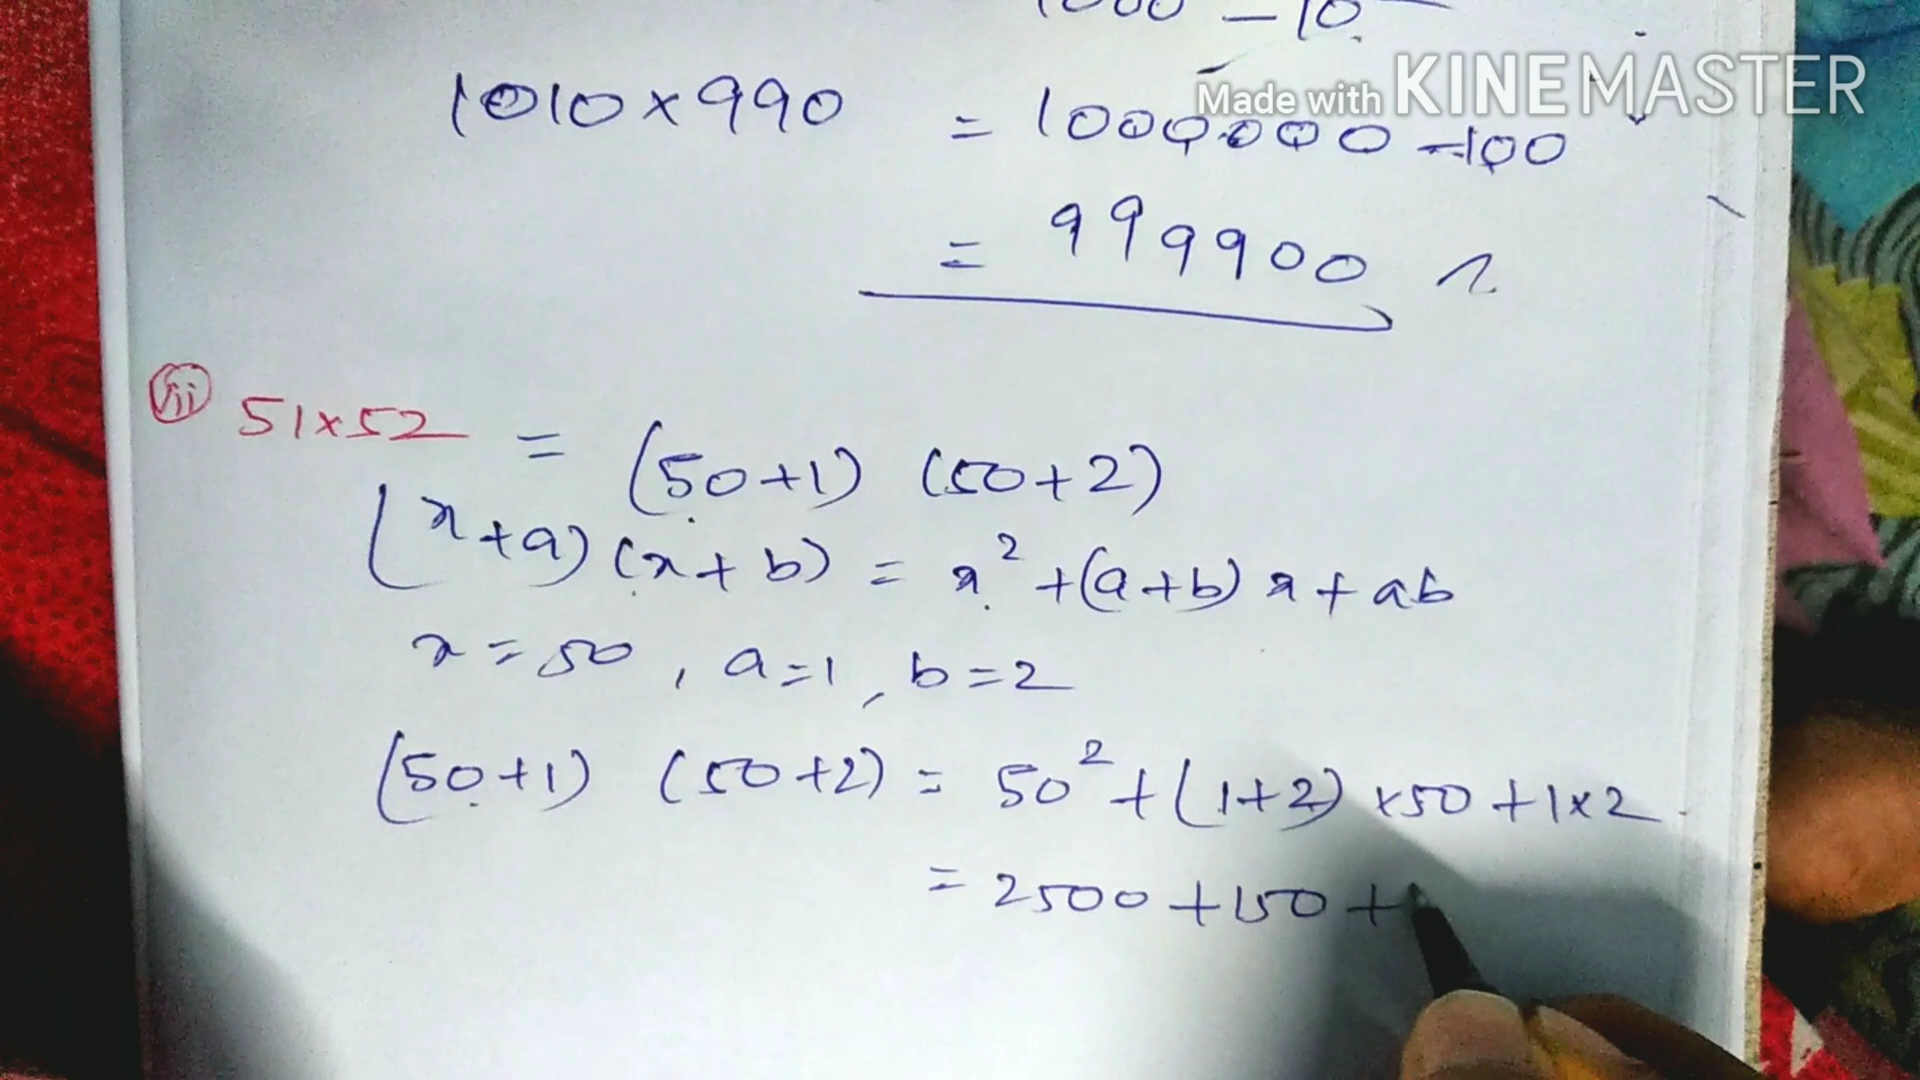 1000 - 10
Made with KINEMASTER
1010 × 990 = 1000000 - 100
= 999900
(vii) 51×52 = (50+1) (50+2)
(x+a) (x+b) = x² + (a+b) x + ab
x = 50, a=1, b=2
(50+1) (50+2) = 50² + (1+2) ×50 + 1×2
= 2500 + 150 +